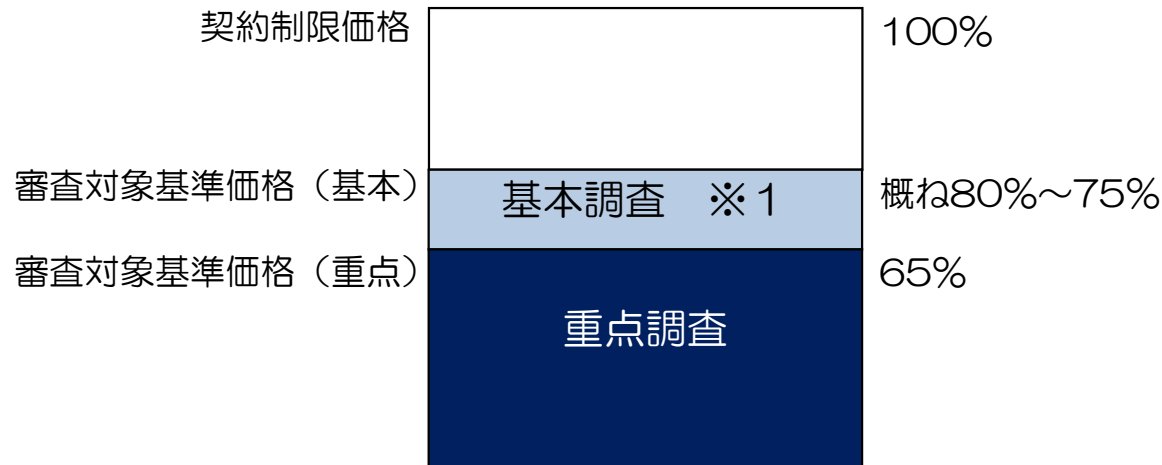 契約制限価格 100%
審査対象基準価格（基本） 基本調査　※1 概ね80%～75%
審査対象基準価格（重点） 65%
重点調査